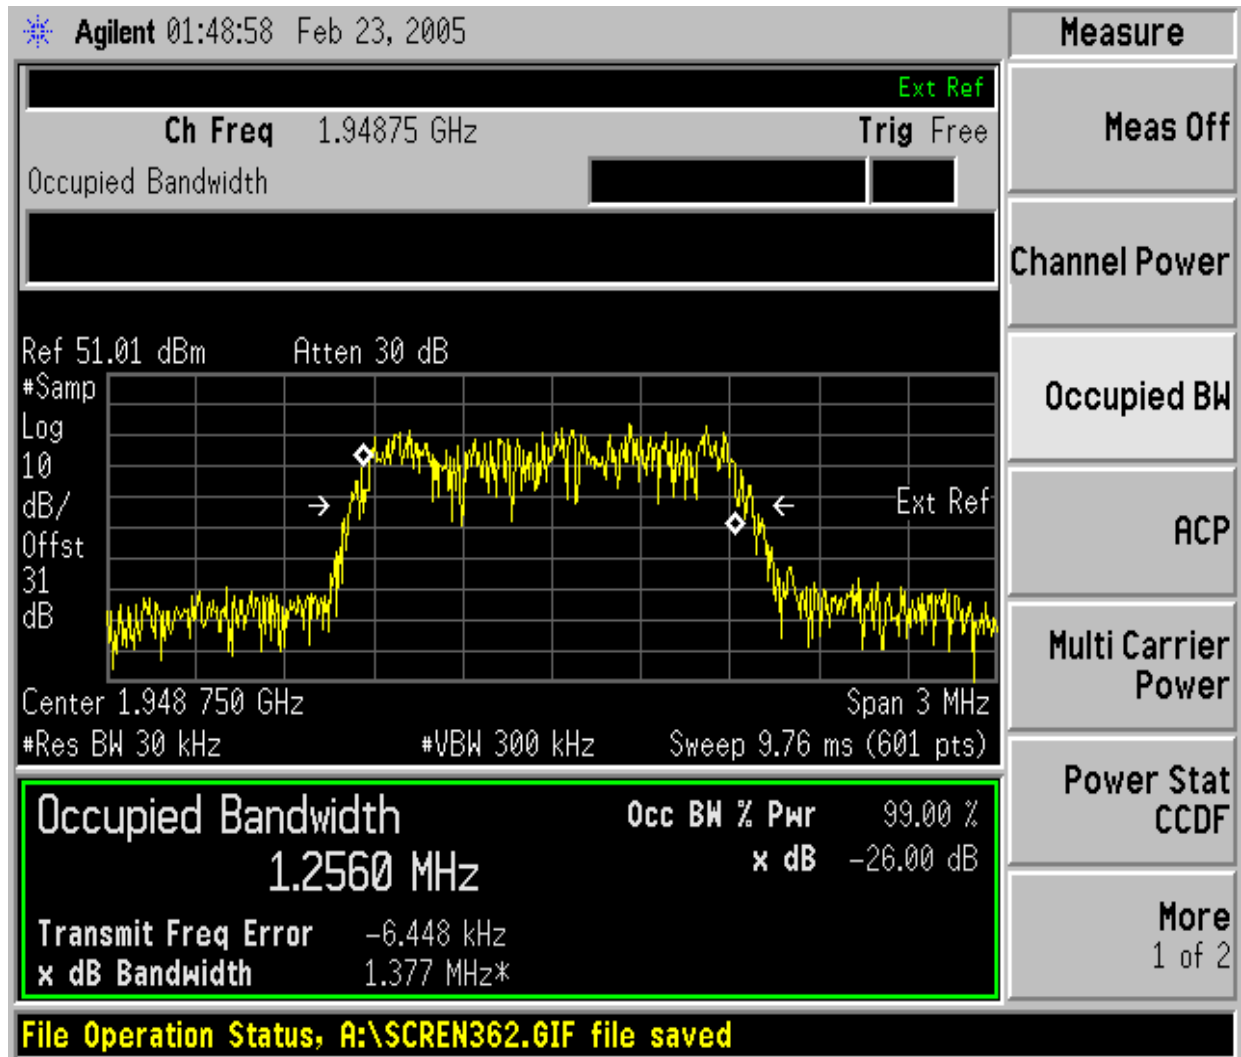 Agilent 01:48:58 Feb 23, 2005
Measure
Ext Ref
Ch Freq 1.94875 GHz Trig Free
Occupied Bandwidth
Meas Off
Channel Power
Occupied BW
ACP
Multi Carrier
Power
Power Stat
CCDF
More
1 of 2
Ref 51.01 dBm Atten 30 dB
#Samp
Log
10
dB/
Offst
31
dB
Ext Ref
Center 1.948 750 GHz Span 3 MHz
#Res BW 30 kHz #VBW 300 kHz Sweep 9.76 ms (601 pts)
Occupied Bandwidth
1.2560 MHz
Occ BW % Pwr 99.00 %
x dB -26.00 dB
Transmit Freq Error -6.448 kHz
x dB Bandwidth 1.377 MHz*
File Operation Status, A:\SCREN362.GIF file saved